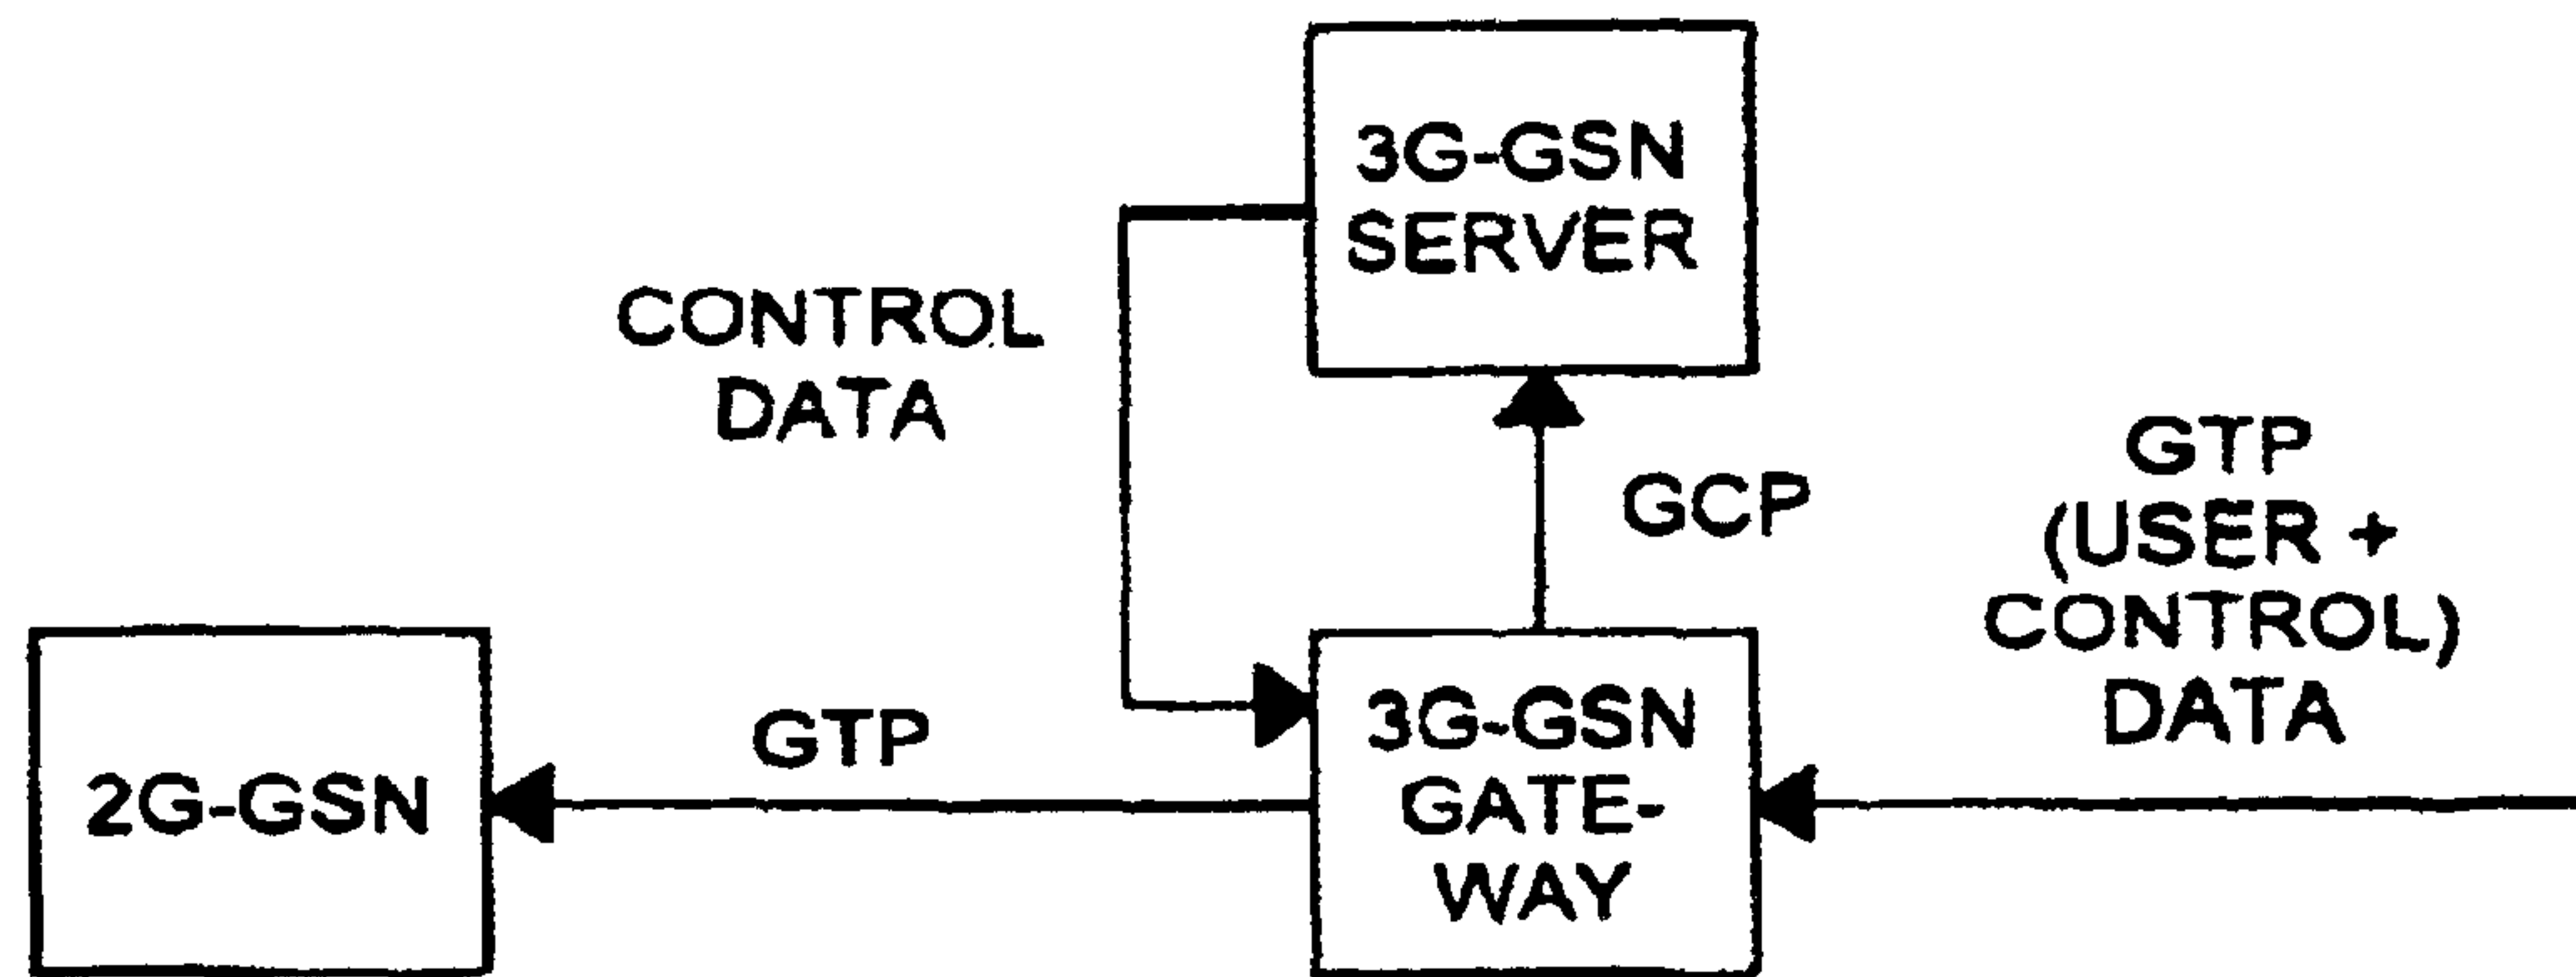 3G-GSN
SERVER
CONTROL
DATA
GCP
GTP
(USER +
CONTROL)
DATA
2G-GSN
GTP
3G-GSN
GATE-
WAY